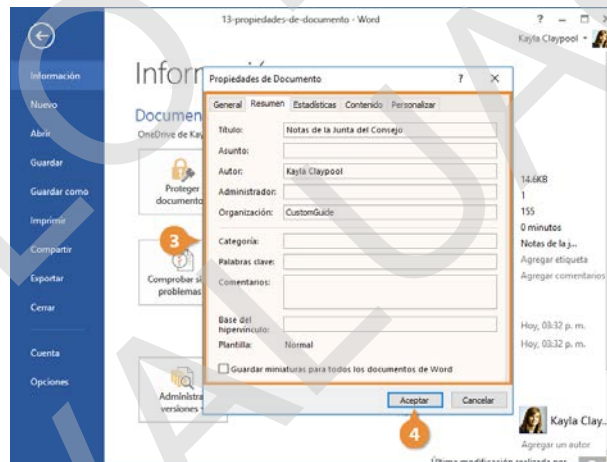 13-propiedades-de-documento - Word
?
Kayla Claypool
Información
Nuevo
Abrir
Guardar
Guardar como
Imprimir
Compartir
Exportar
Cerrar
Cuenta
Opciones
Documen
OneDrive de Kay
Proteger
documento
Comprobar si
problemas
Administra
versiones
Propiedades de Documento
?
General Resumen Estadísticas Contenido Personalizar
Título: Notas de la Junta del Consejo
Asunto:
Autor: Kayla Claypool
Administrador:
Organización: CustomGuide
3
Categoría:
Palabras clave:
Comentarios:
Base del
hipervínculo:
Plantilla: Normal
Guardar miniaturas para todos los documentos de Word
Aceptar Cancelar
4
14.6KB
1
155
0 minutos
Notas de la j...
Agregar etiqueta
Agregar comentarios
Hoy, 03:32 p. m.
Hoy, 03:32 p. m.
Kayla Clay..
Agregar un autor